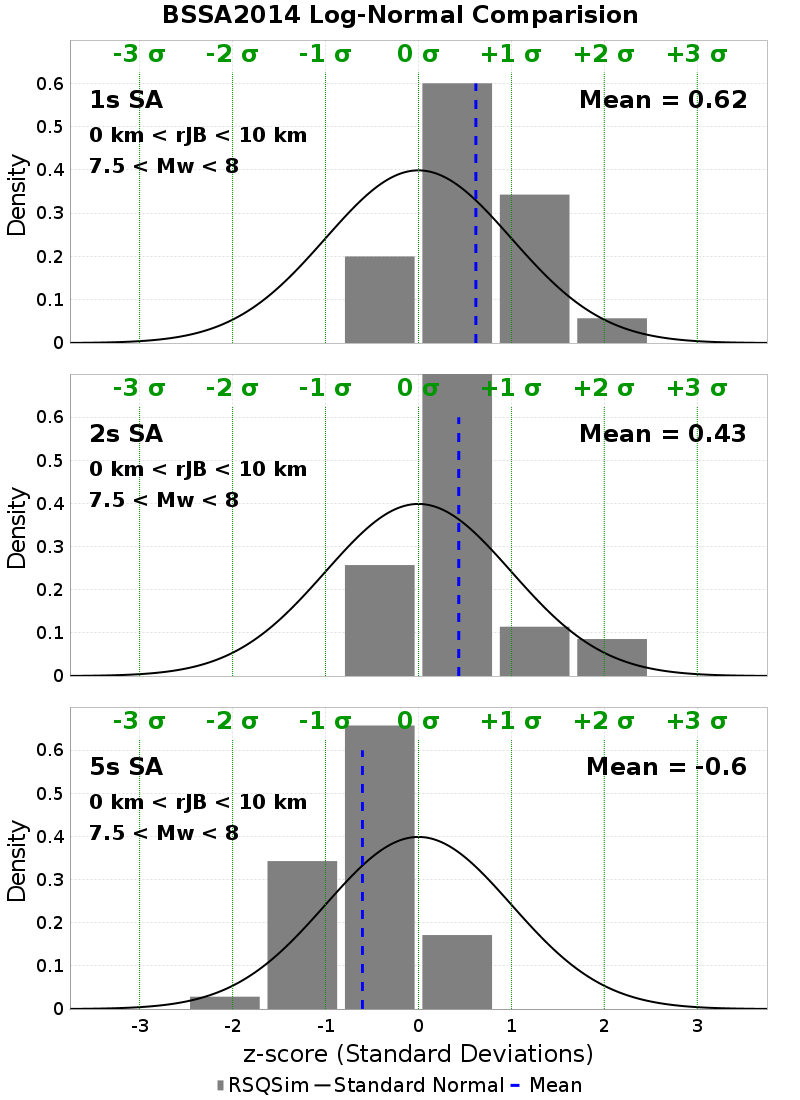 BSSA2014 Log-Normal Comparision
-3 σ -2 σ -1 σ 0 σ +1 σ +2 σ +3 σ
0.6
1s SA Mean = 0.62
0.5
0 km < rJB < 10 km
7.5 < Mw < 8
0.4
0.3
0.2
0.1
0
Density
-3 σ -2 σ -1 σ 0 σ +1 σ +2 σ +3 σ
0.6
2s SA Mean = 0.43
0.5
0 km < rJB < 10 km
7.5 < Mw < 8
0.4
0.3
0.2
0.1
0
Density
-3 σ -2 σ -1 σ 0 σ +1 σ +2 σ +3 σ
0.6
5s SA Mean = -0.6
0.5
0 km < rJB < 10 km
7.5 < Mw < 8
0.4
0.3
0.2
0.1
0
Density
-3 -2 -1 0 1 2 3
z-score (Standard Deviations)
RSQSim Standard Normal Mean